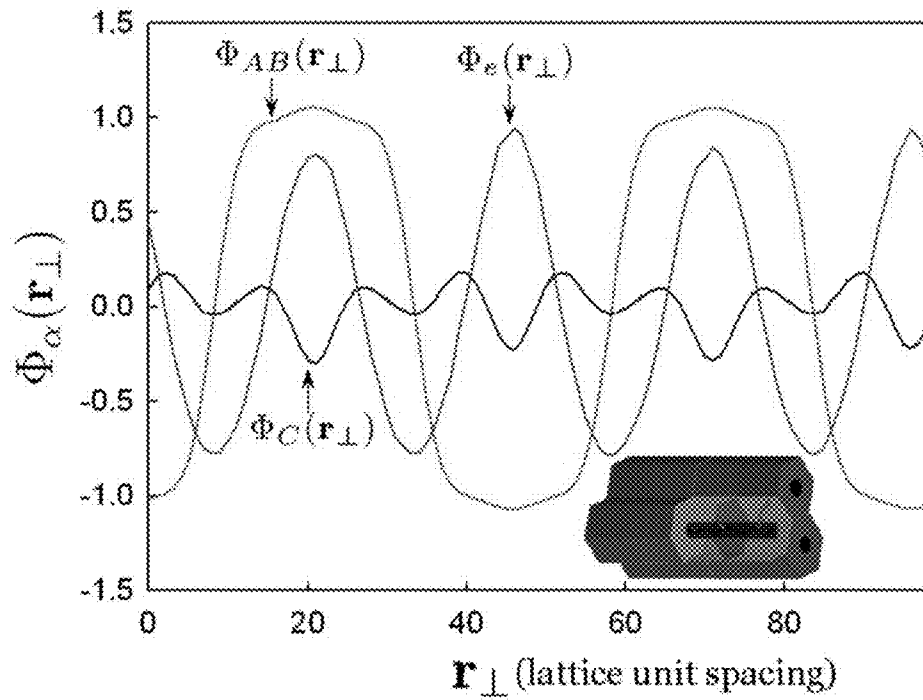 1.5
Φ_AB(r⊥) Φ_e(r⊥)
1.0
0.5
0.0
-0.5
Φ_C(r⊥)
-1.0
-1.5
0 20 40 60 80
Φ_α(r⊥)
r⊥ (lattice unit spacing)